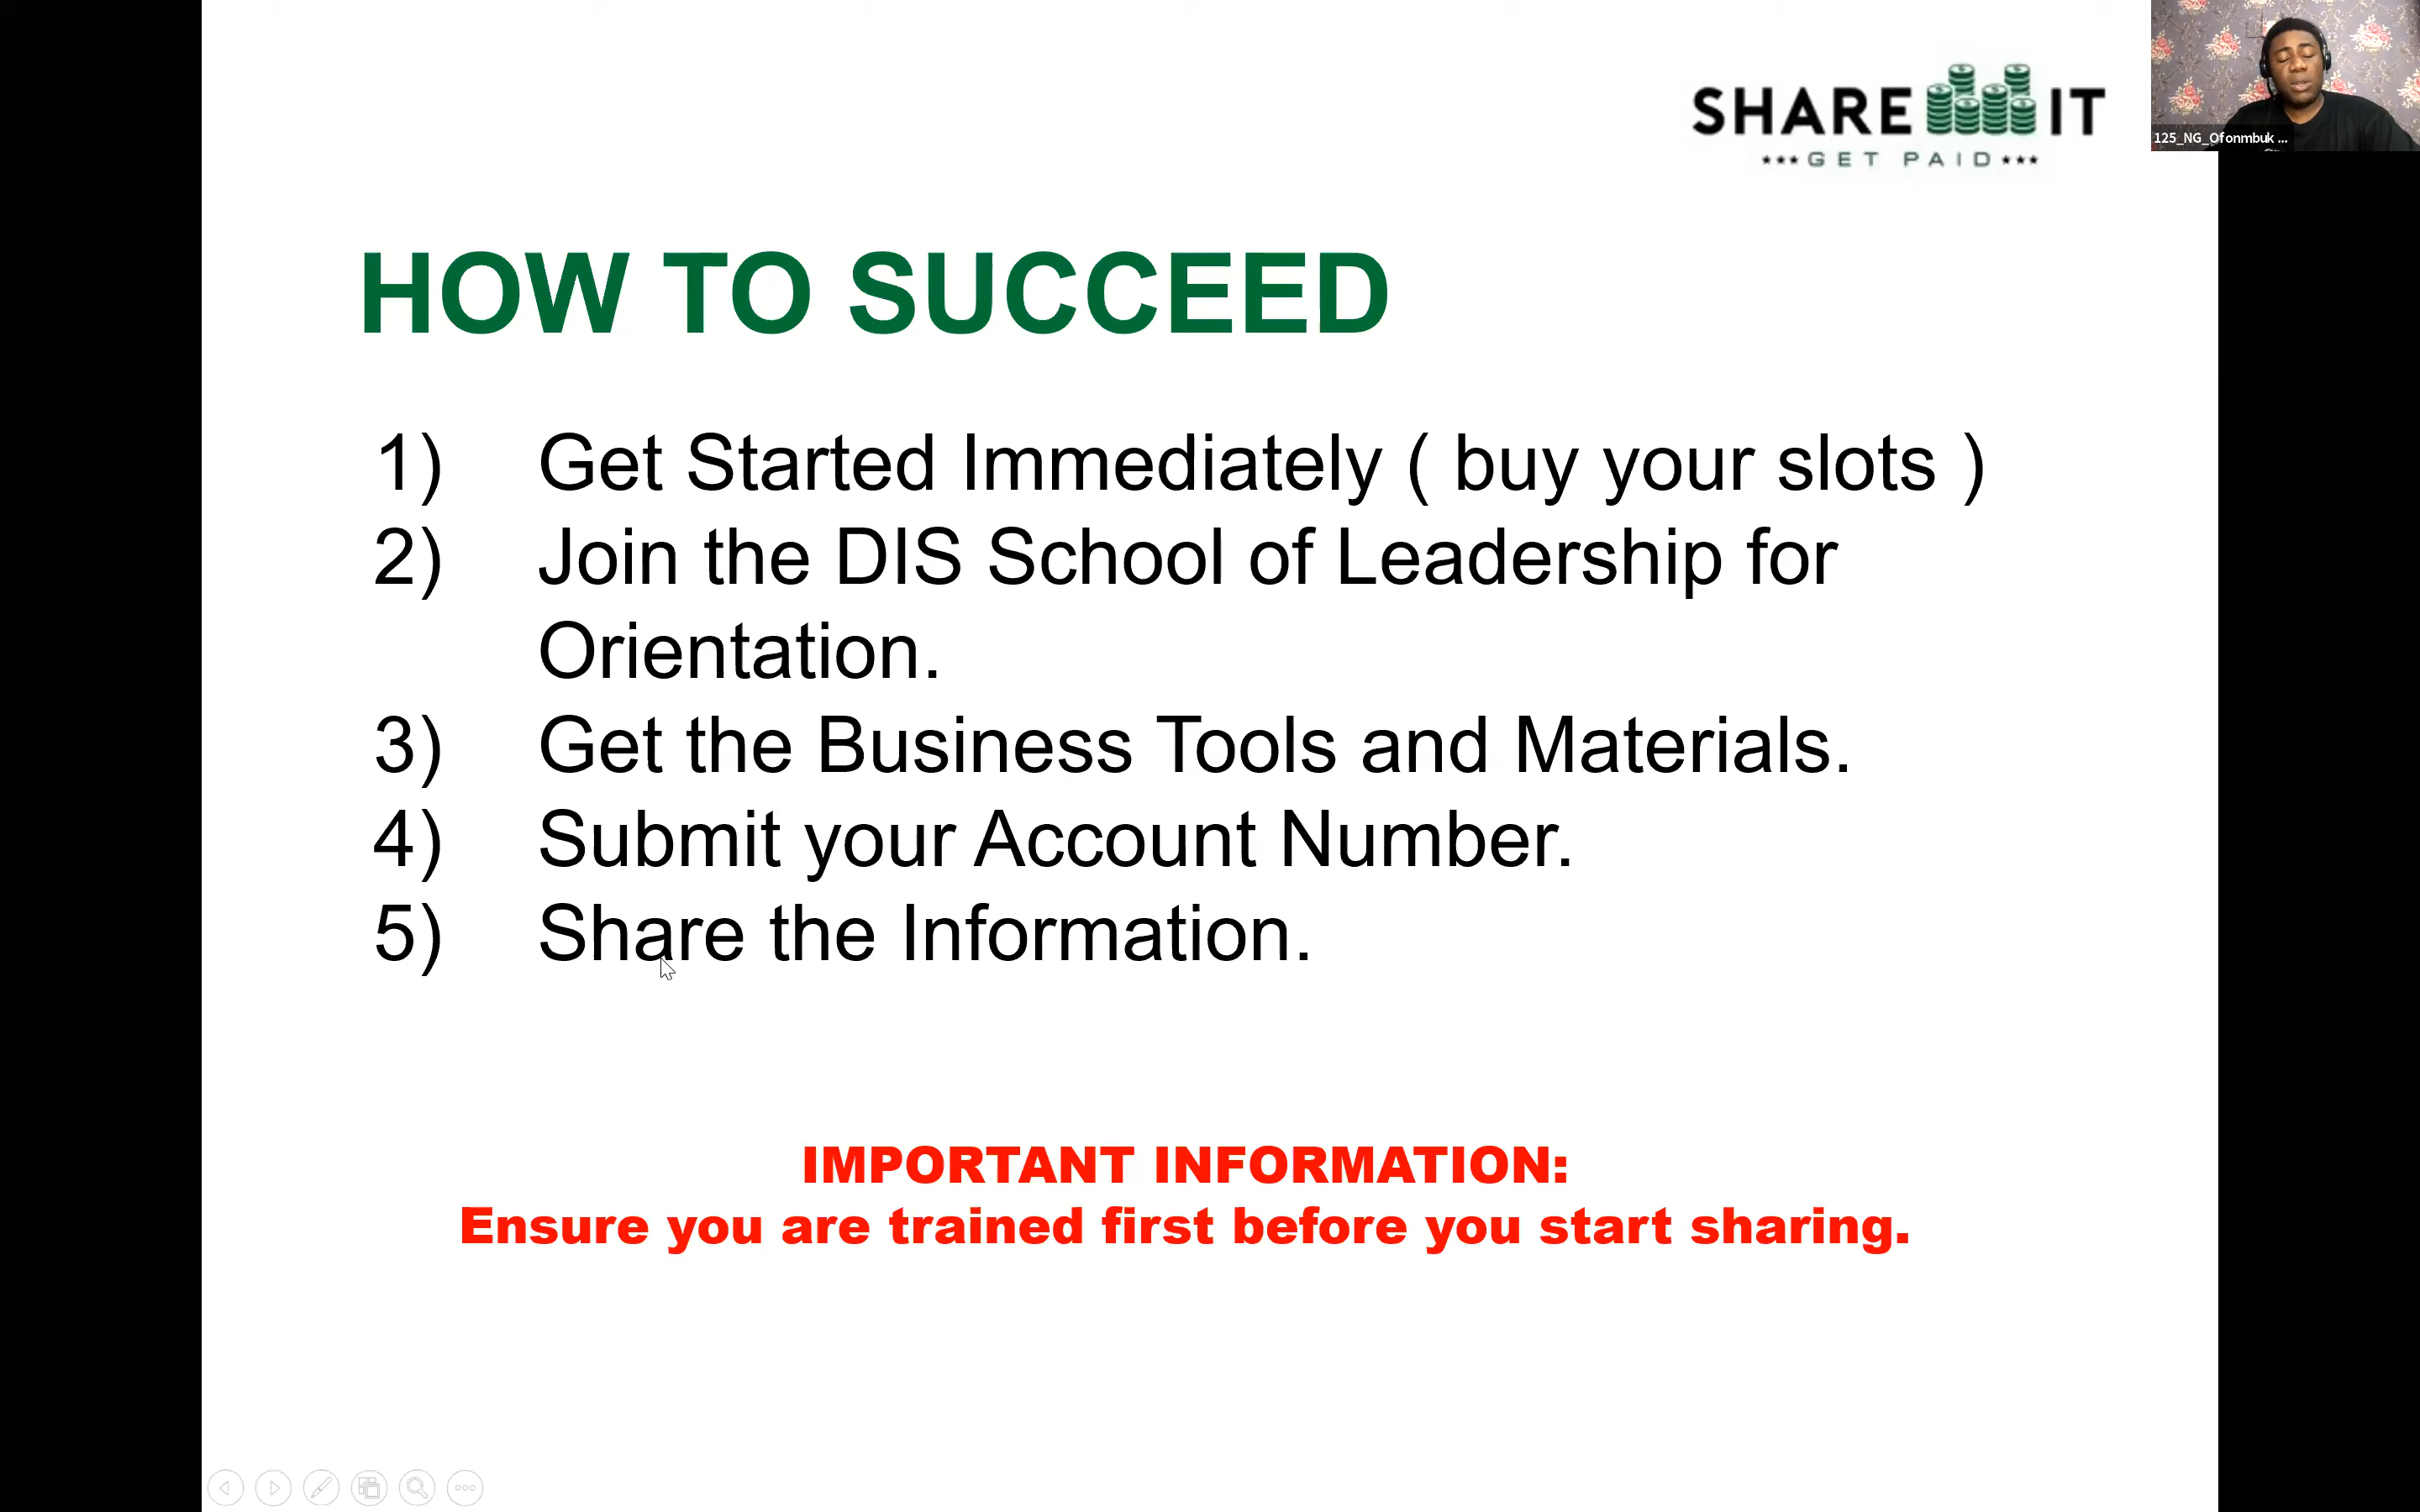 SHARE IT
GET PAID
125_NG_Ofonmbuk ...
HOW TO SUCCEED
1) Get Started Immediately ( buy your slots )
2) Join the DIS School of Leadership for
Orientation.
3) Get the Business Tools and Materials.
4) Submit your Account Number.
5) Share the Information.
IMPORTANT INFORMATION:
Ensure you are trained first before you start sharing.